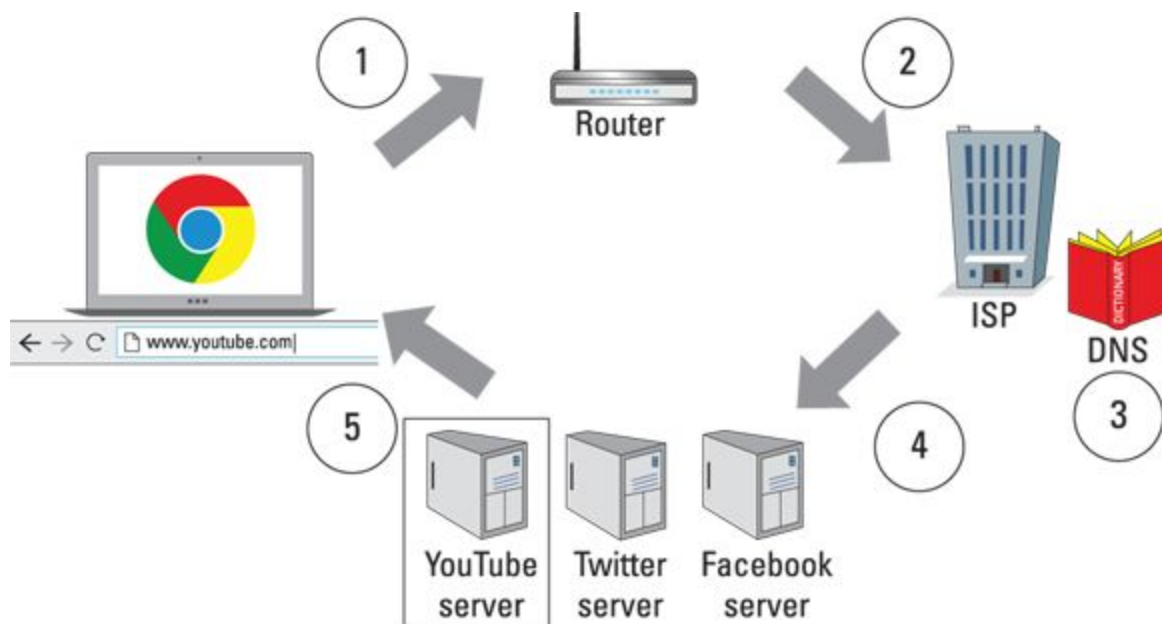 1
2
Router
www.youtube.com
ISP
DICTIONARY
DNS
3
5
4
YouTube
server
Twitter
server
Facebook
server